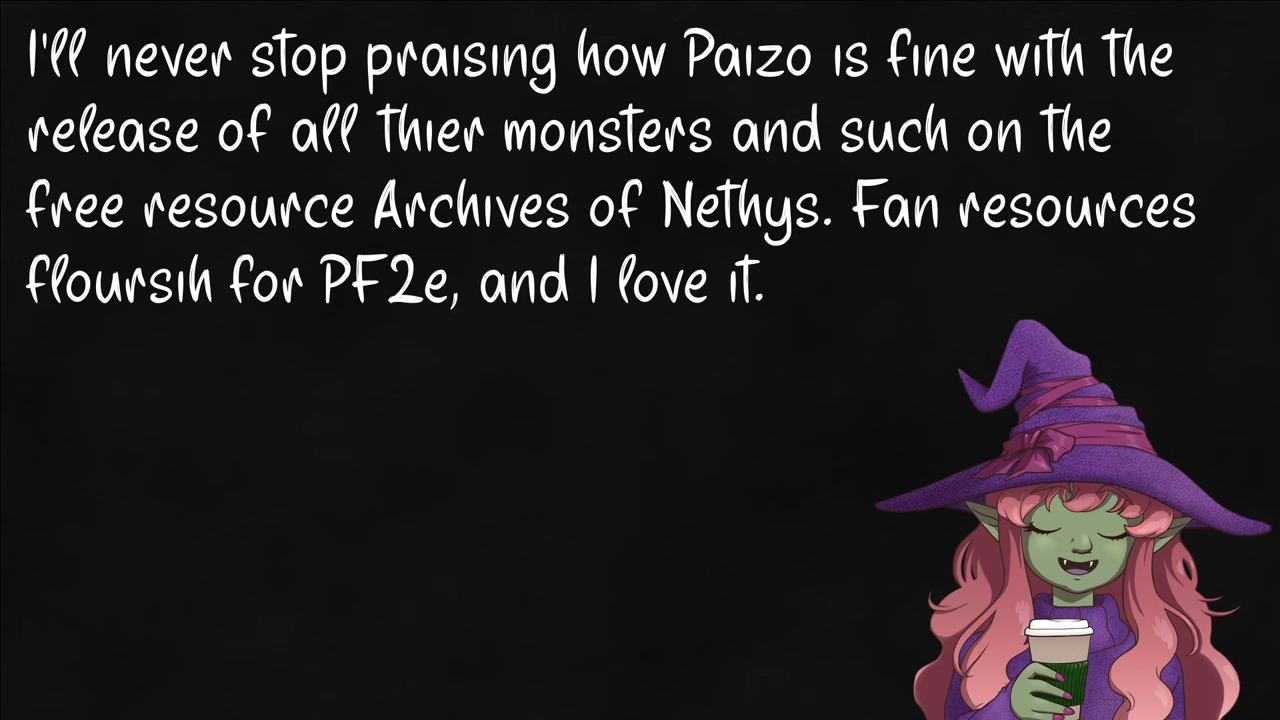 I'll never stop praising how Paizo is fine with the
release of all thier monsters and such on the
free resource Archives of Nethys. Fan resources
floursih for PF2e, and I love it.